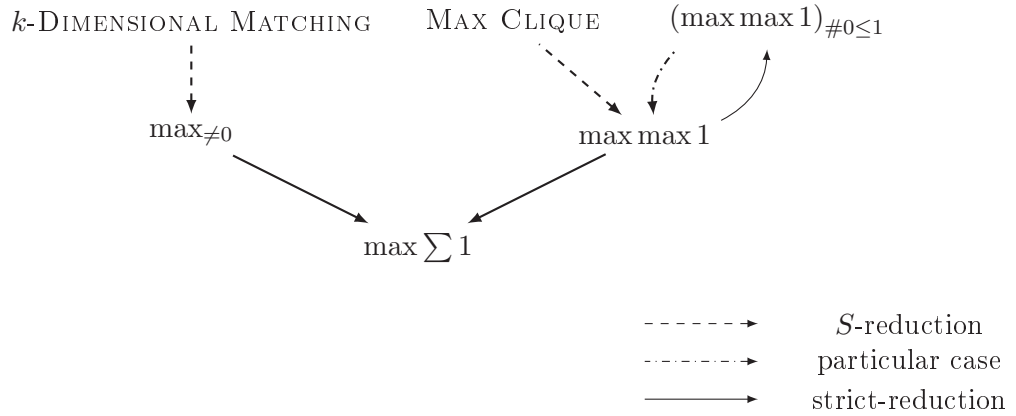 k-DIMENSIONAL MATCHING MAX CLIQUE (max max 1)#0≤1
max≠0 max max 1
max ∑ 1
S-reduction
particular case
strict-reduction